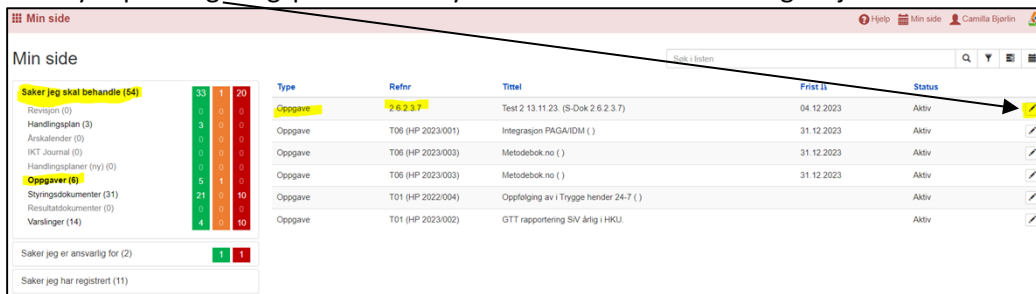 Min side
Hjelp Min side Camilla Bjørlin
Min side
Søk i listen
Saker jeg skal behandle (54) 33 1 20
Revisjon (0) 0 0 0
Handlingsplan (3) 3 0 0
Årskalender (0) 0 0 0
IKT Journal (0) 0 0 0
Handlingsplaner (ny) (0) 0 0 0
Oppgaver (6) 5 1 0
Styringsdokumenter (31) 21 0 10
Resultatdokumenter (0) 0 0 0
Varslinger (14) 4 0 10
Saker jeg er ansvarlig for (2) 1 1
Saker jeg har registrert (11)
Type Refnr Tittel Frist Status
Oppgave 2.6.2.3.7 Test 2 13.11.23. (S-Dok 2.6.2.3.7) 04.12.2023 Aktiv
Oppgave T06 (HP 2023/001) Integrasjon PAGA/IDM ( ) 31.12.2023 Aktiv
Oppgave T06 (HP 2023/003) Metodebok.no ( ) 31.12.2023 Aktiv
Oppgave T06 (HP 2023/003) Metodebok.no ( ) 31.12.2023 Aktiv
Oppgave T01 (HP 2022/004) Oppfølging av i Trygge hender 24-7 ( ) Aktiv
Oppgave T01 (HP 2023/002) GTT rapportering SiV årlig i HKU. Aktiv